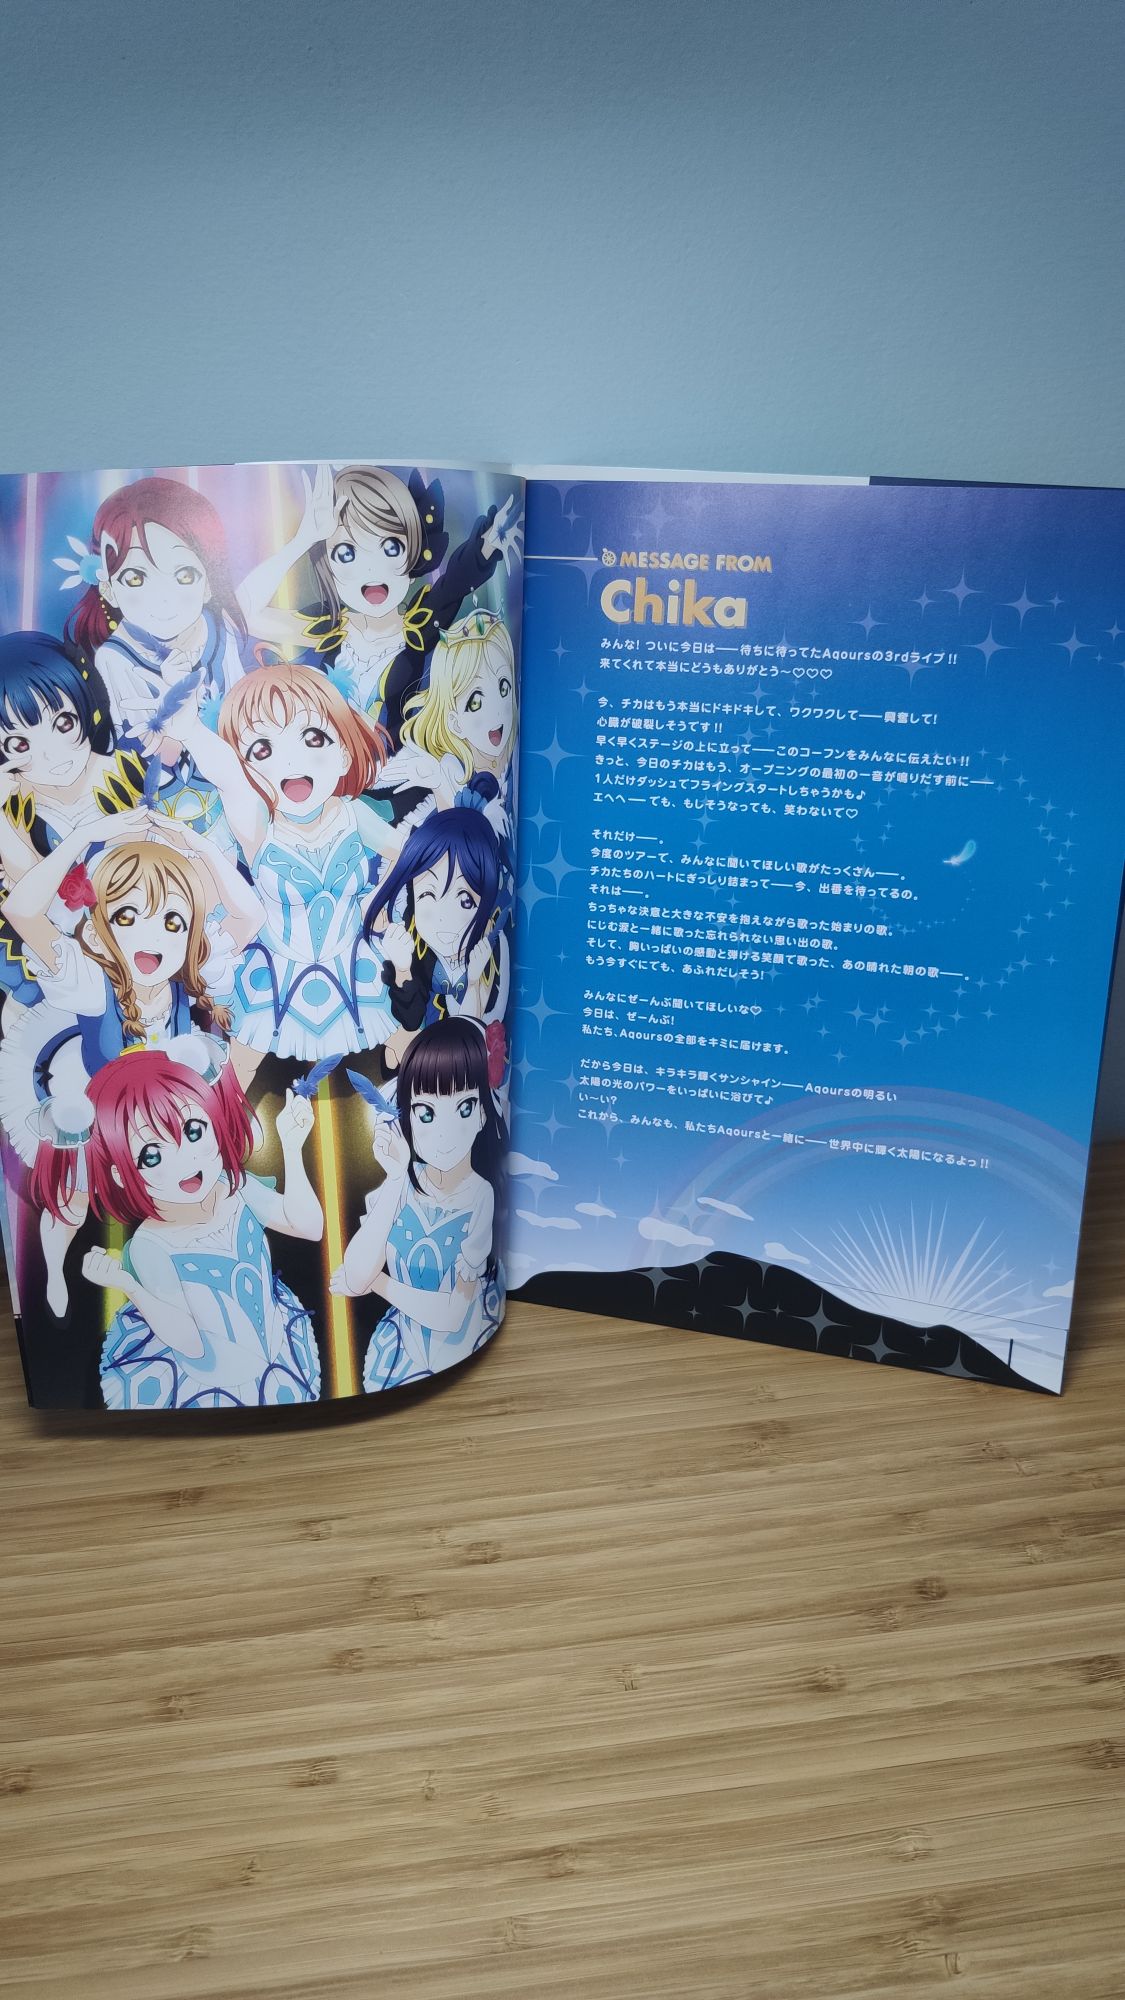 MESSAGE FROM
Chika
みんな! ついに今日は――待ちに待ってたAqoursの3rdライブ!!
来てくれて本当にどうもありがとう〜♡♡♡
今、チカはもう本当にドキドキして、ワクワクして――興奮して!
心臓が破裂しそうです!!
早く早くステージの上に立って――このコーフンをみんなに伝えたい!!
きっと、今日のチカはもう、オープニングの最初の一音が鳴りだす前に――
1人だけダッシュでフライングスタートしちゃうかも♪
エヘヘ――でも、もしそうなっても、笑わないで♡
それだけ――。
今度のツアーで、みんなに聞いてほしい歌がたっくさん――。
チカたちのハートにぎっしり詰まって――今、出番を待ってるの。
それは――。
ちっちゃな決意と大きな不安を抱えながら歌った始まりの歌。
にじむ涙と一緒に歌った忘れられない思い出の歌。
そして、胸いっぱいの感動と弾ける笑顔で歌った、あの晴れた朝の歌――。
もう今すぐにでも、あふれだしそう!
みんなにぜーんぶ聞いてほしいな♡
今日は、ぜーんぶ!
私たち、Aqoursの全部をキミに届けます。
だから今日は、キラキラ輝くサンシャイン――Aqoursの明るい
太陽の光のパワーをいっぱいに浴びて♪
い〜い?
これから、みんなも、私たちAqoursと一緒に――世界中に輝く太陽になるよっ!!